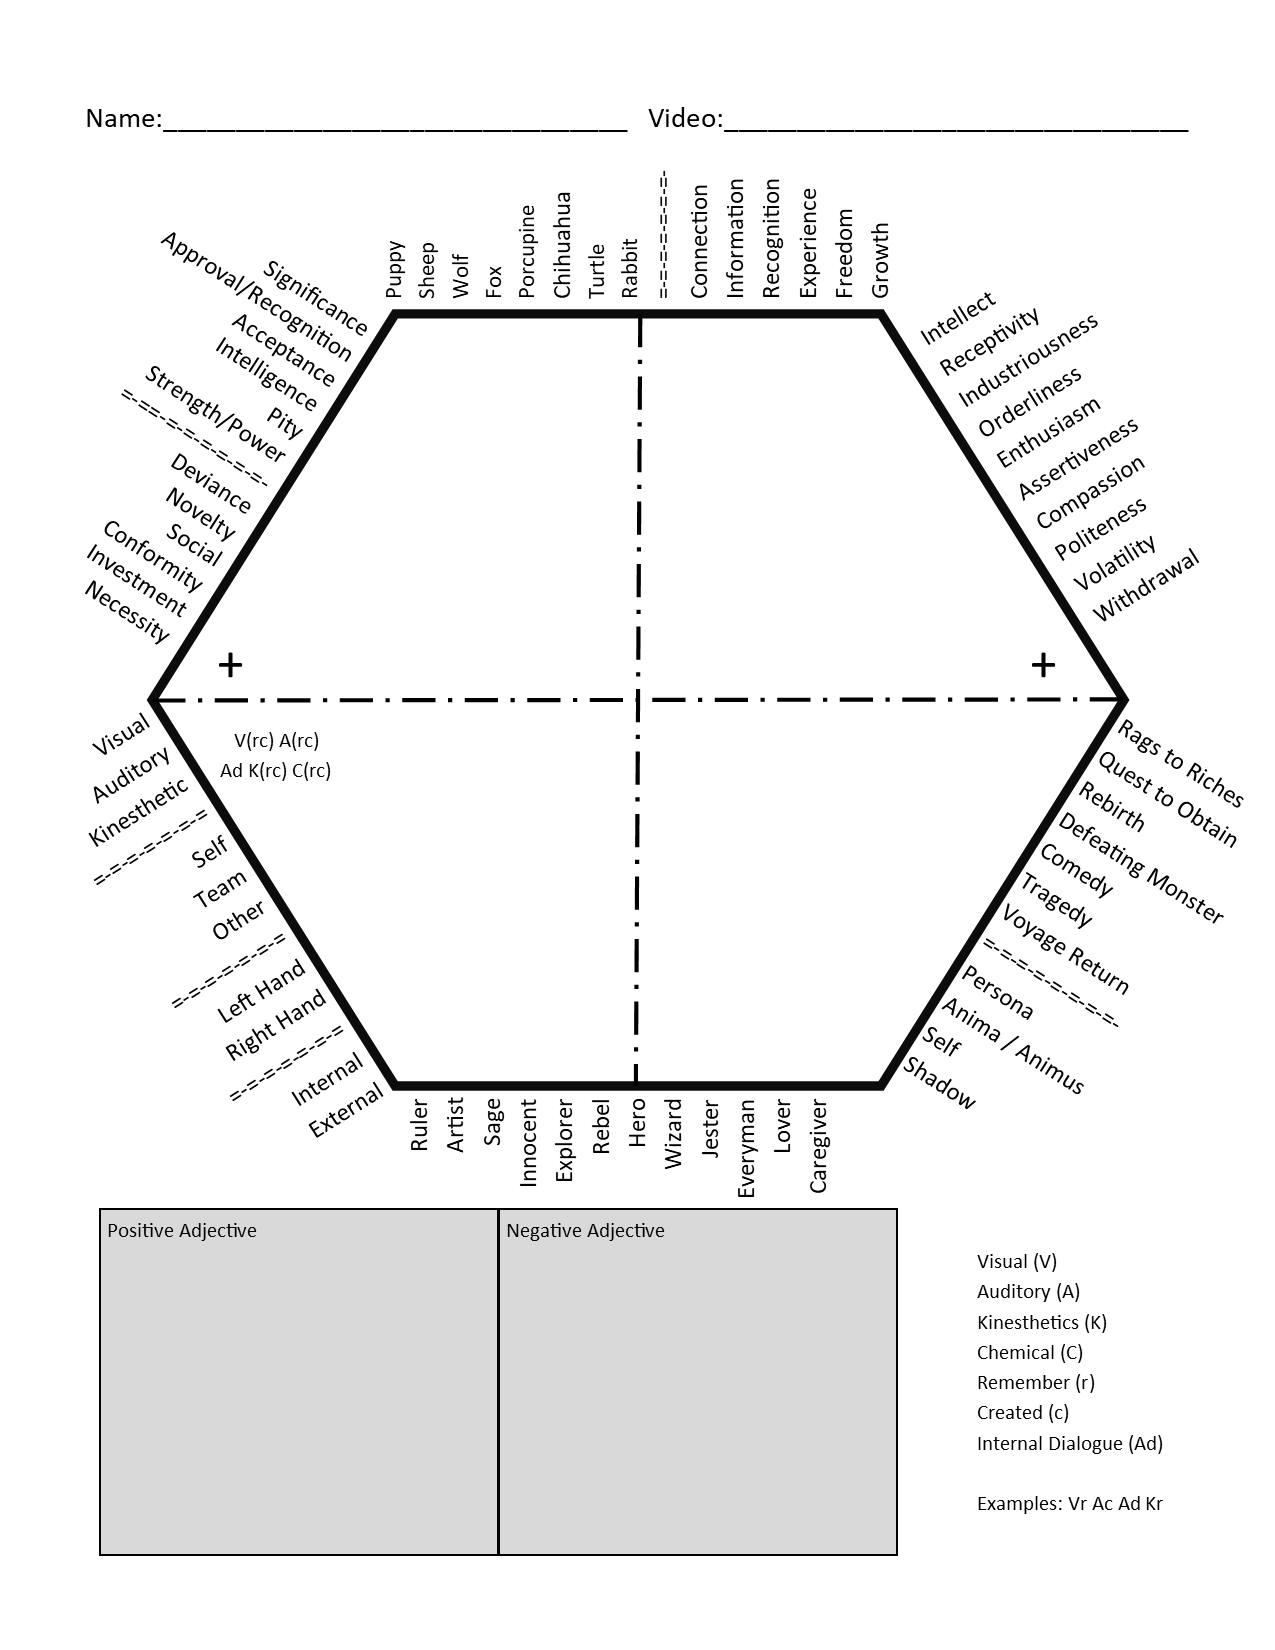 Name:________________________________ Video:________________________________
Puppy
Sheep
Wolf
Fox
Porcupine
Chihuahua
Turtle
Rabbit
=-=-=-=-=-=-=-
Connection
Information
Recognition
Experience
Freedom
Growth
Significance
Approval/Recognition
Acceptance
Intelligence
Pity
Strength/Power
=-=-=-=-=-=-=-=-
Deviance
Novelty
Social
Conformity
Investment
Necessity
Intellect
Receptivity
Industriousness
Orderliness
Enthusiasm
Assertiveness
Compassion
Politeness
Volatility
Withdrawal
+
+
V(rc) A(rc)
Ad K(rc) C(rc)
Visual
Auditory
Kinesthetic
=-=-=-=-=-=-=
Self
Team
Other
=-=-=-=-=-=-=
Left Hand
Right Hand
=-=-=-=-=-=-=
Internal
External
Rags to Riches
Quest to Obtain
Rebirth
Defeating Monster
Comedy
Tragedy
Voyage Return
=-=-=-=-=-=-=-=-
Persona
Anima / Animus
Self
Shadow
Ruler
Artist
Sage
Innocent
Explorer
Rebel
Hero
Wizard
Jester
Everyman
Lover
Caregiver
Positive Adjective
Negative Adjective
Visual (V)
Auditory (A)
Kinesthetics (K)
Chemical (C)
Remember (r)
Created (c)
Internal Dialogue (Ad)
Examples: Vr Ac Ad Kr